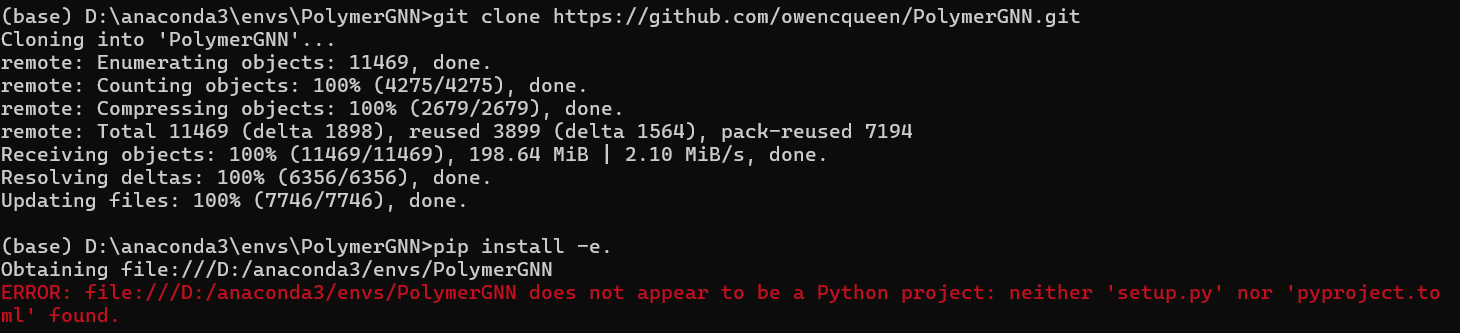 (base) D:\anaconda3\envs\PolymerGNN>git clone https://github.com/owencqueen/PolymerGNN.git
Cloning into 'PolymerGNN'...
remote: Enumerating objects: 11469, done.
remote: Counting objects: 100% (4275/4275), done.
remote: Compressing objects: 100% (2679/2679), done.
remote: Total 11469 (delta 1898), reused 3899 (delta 1564), pack-reused 7194
Receiving objects: 100% (11469/11469), 198.64 MiB | 2.10 MiB/s, done.
Resolving deltas: 100% (6356/6356), done.
Updating files: 100% (7746/7746), done.
(base) D:\anaconda3\envs\PolymerGNN>pip install -e.
Obtaining file:///D:/anaconda3/envs/PolymerGNN
ERROR: file:///D:/anaconda3/envs/PolymerGNN does not appear to be a Python project: neither 'setup.py' nor 'pyproject.to
ml' found.